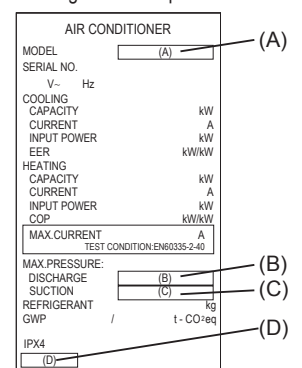 AIR CONDITIONER
MODEL (A) (A)
SERIAL NO.
V~ Hz
COOLING
CAPACITY kW
CURRENT A
INPUT POWER kW
EER kW/kW
HEATING
CAPACITY kW
CURRENT A
INPUT POWER kW
COP kW/kW
MAX.CURRENT A
TEST CONDITION:EN60335-2-40
MAX.PRESSURE:
DISCHARGE (B) (B)
SUCTION (C) (C)
REFRIGERANT kg
GWP / t - CO2eq
(D)
IPX4
(D)